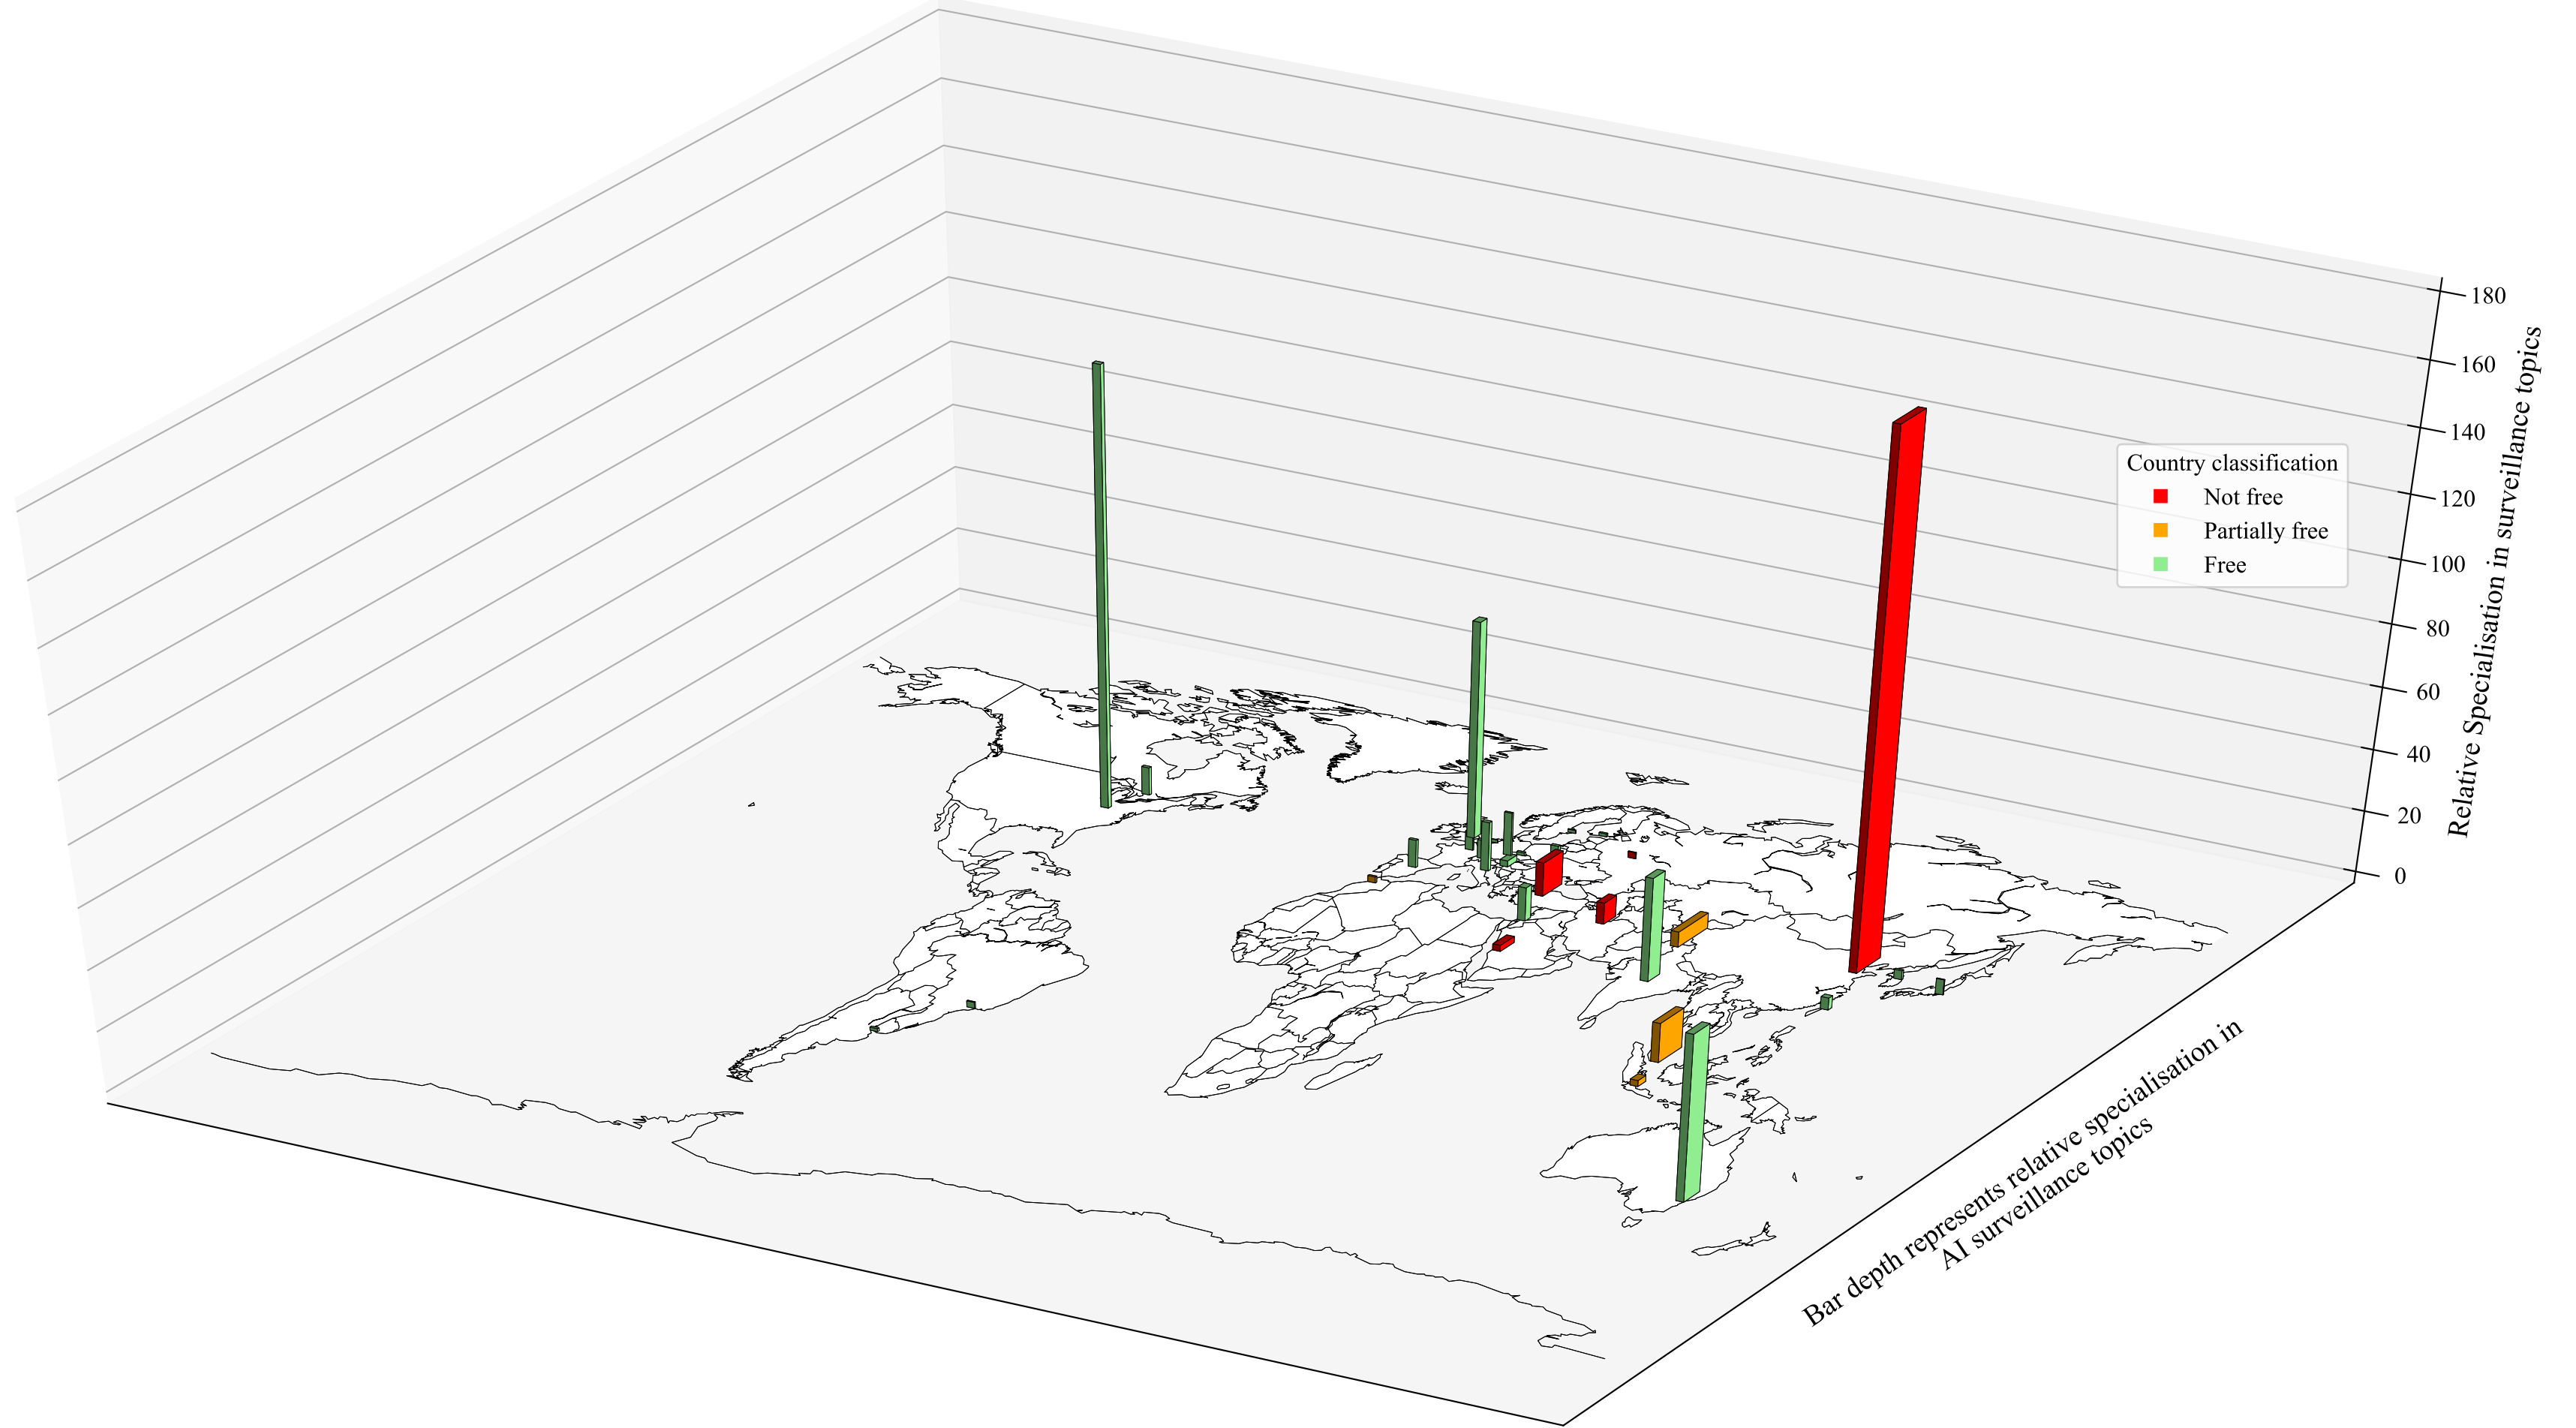 180
160
140
120
100
80
60
40
20
0
Relative Specialisation in surveillance topics
Country classification
Not free
Partially free
Free
Bar depth represents relative specialisation in
AI surveillance topics